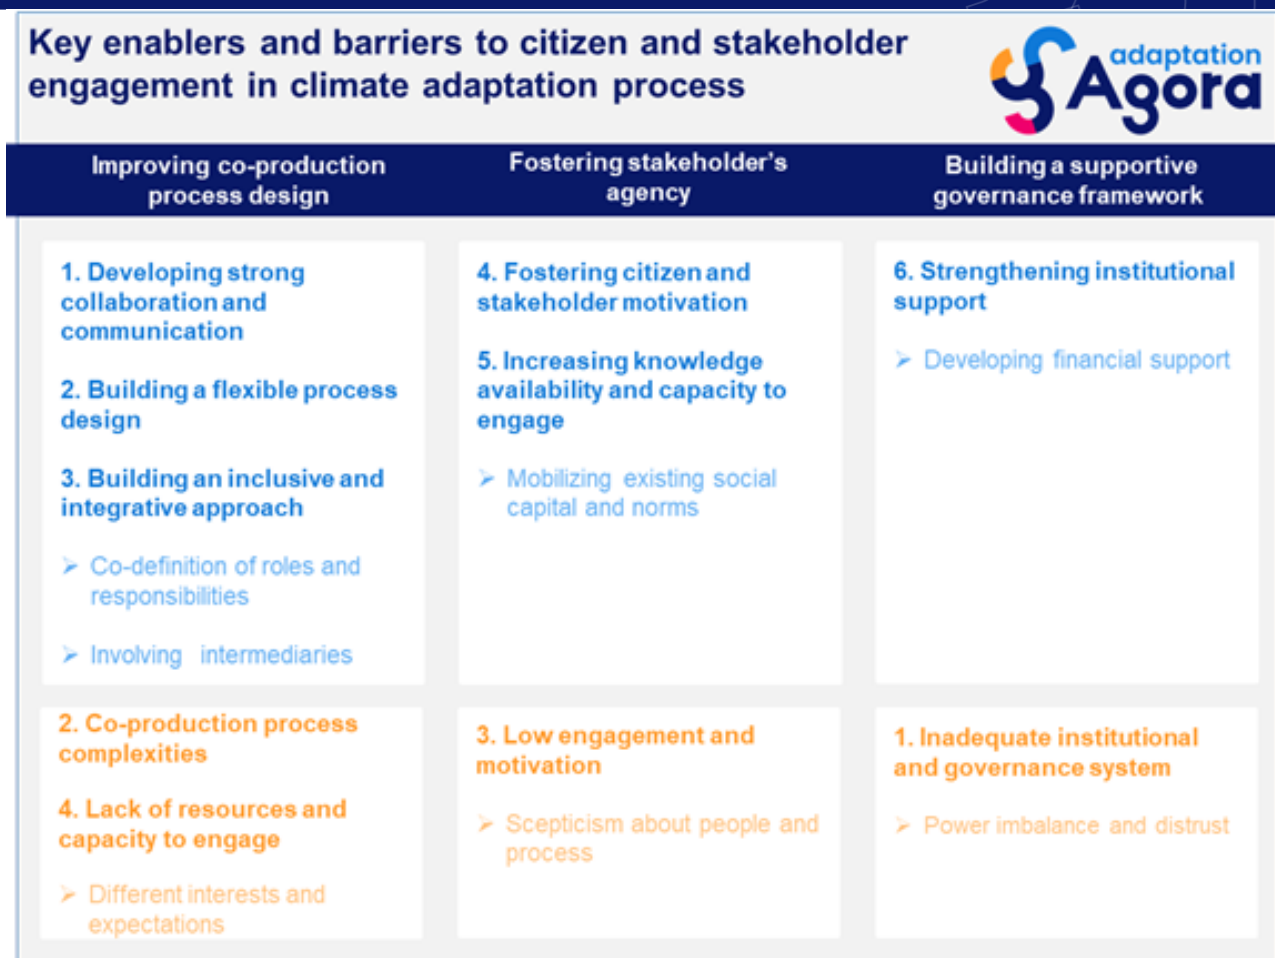 Key enablers and barriers to citizen and stakeholder
engagement in climate adaptation process
adaptation
Agora
Improving co-production
process design
Fostering stakeholder's
agency
Building a supportive
governance framework
1. Developing strong
collaboration and
communication
2. Building a flexible process
design
3. Building an inclusive and
integrative approach
➢ Co-definition of roles and
responsibilities
➢ Involving intermediaries
4. Fostering citizen and
stakeholder motivation
5. Increasing knowledge
availability and capacity to
engage
➢ Mobilizing existing social
capital and norms
6. Strengthening institutional
support
➢ Developing financial support
2. Co-production process
complexities
4. Lack of resources and
capacity to engage
➢ Different interests and
expectations
3. Low engagement and
motivation
➢ Scepticism about people and
process
1. Inadequate institutional
and governance system
➢ Power imbalance and distrust